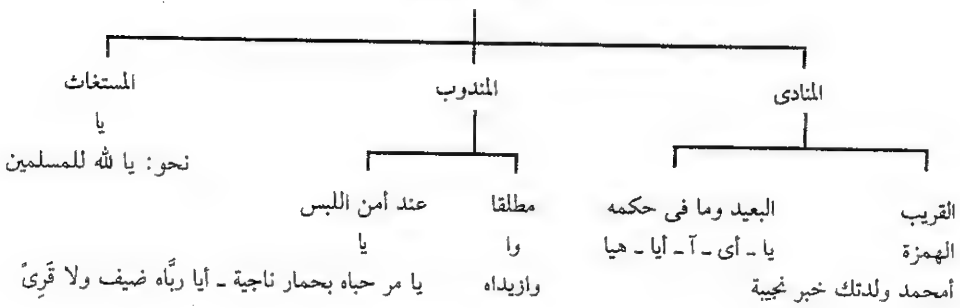 المنادى المندوب المستغاث
يا
نحو: يا لله للمسلمين
القريب البعيد وما فى حكمه مطلقا عند أمن اللبس
الهمزة يا ـ أى ـ آ ـ أيا ـ هيا وا يا
أمحمد ولدتك خبر نجيبة وازيداه يا مر حباه بحمار ناجية ـ أيا ربَّاه ضيف ولا قَرِىً